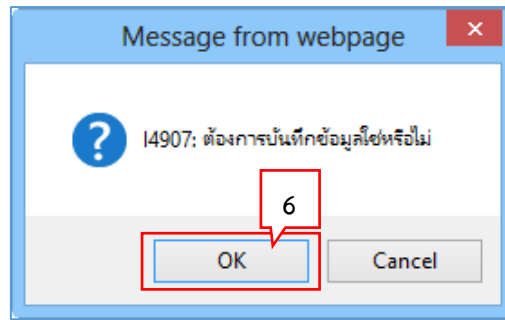 Message from webpage
I4907: ต้องการบันทึกข้อมูลใช่หรือไม่
6
OK
Cancel